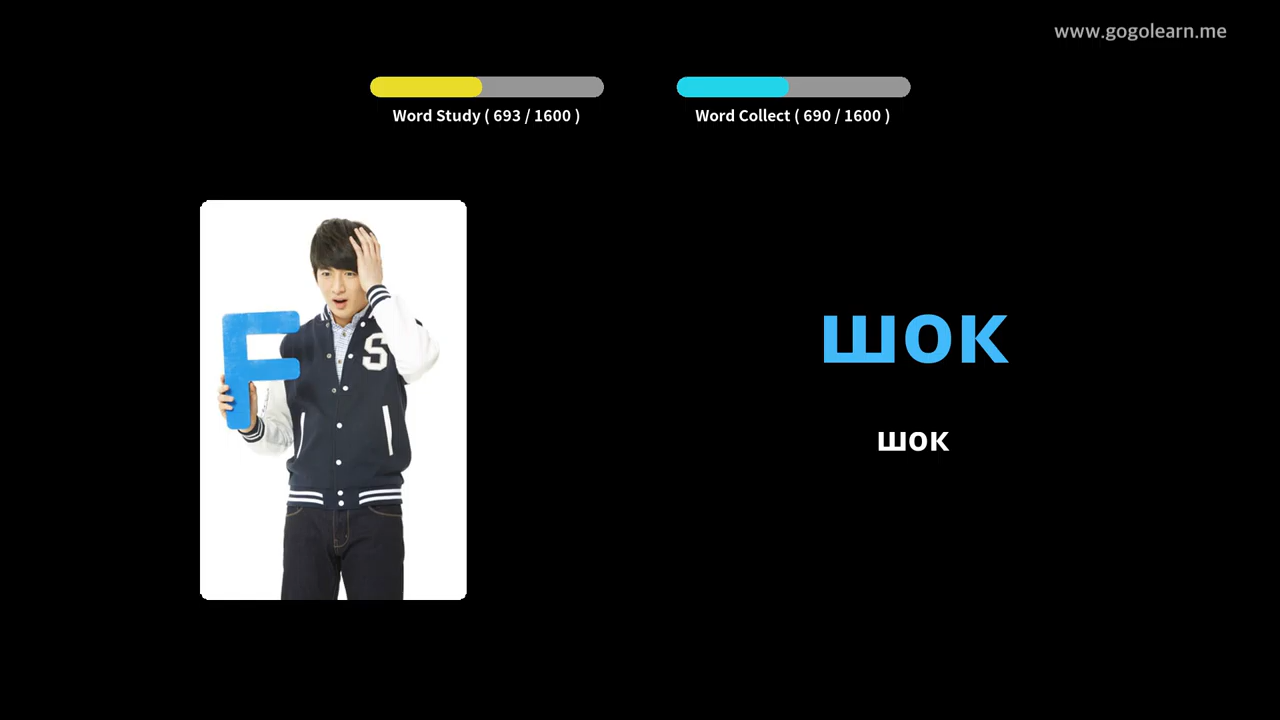 www.gogolearn.me
Word Study ( 693 / 1600 )
Word Collect ( 690 / 1600 )
F
S
шок
шок